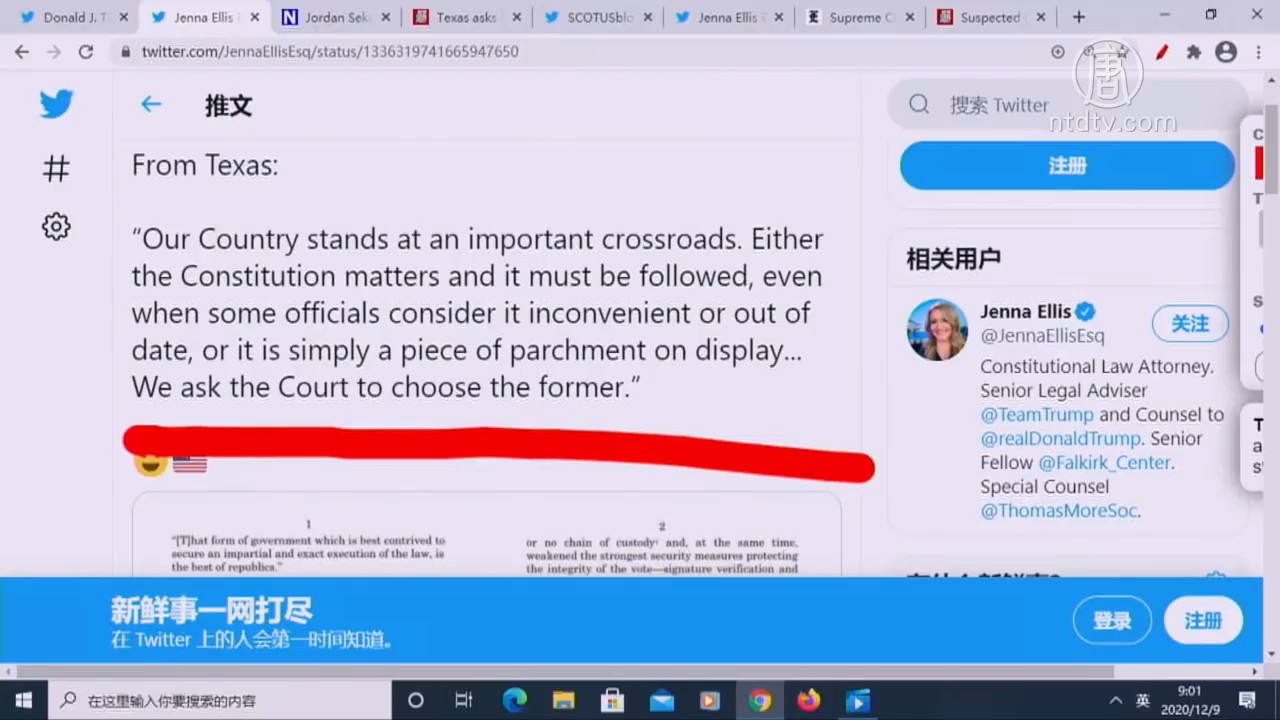 Donald J. T
Jenna Ellis
Jordan Sek
Texas asks
SCOTUSblo
Jenna Ellis
Supreme C
Suspected
twitter.com/JennaEllisEsq/status/1336319741665947650
唐
ntdtv.com
推文
搜索 Twitter
注册
From Texas:
“Our Country stands at an important crossroads. Either
the Constitution matters and it must be followed, even
when some officials consider it inconvenient or out of
date, or it is simply a piece of parchment on display...
We ask the Court to choose the former.”
相关用户
Jenna Ellis
@JennaEllisEsq
关注
Constitutional Law Attorney.
Senior Legal Adviser
@TeamTrump and Counsel to
@realDonaldTrump. Senior
Fellow @Falkirk_Center.
Special Counsel
@ThomasMoreSoc.
1
“[T]hat form of government which is best contrived to
secure an impartial and exact execution of the law, is
the best of republics.”
2
or no chain of custody and, at the same time,
weakened the strongest security measures protecting
the integrity of the vote—signature verification and
新鲜事一网打尽
在 Twitter 上的人会第一时间知道。
登录
注册
在这里输入你要搜索的内容
英
9:01
2020/12/9